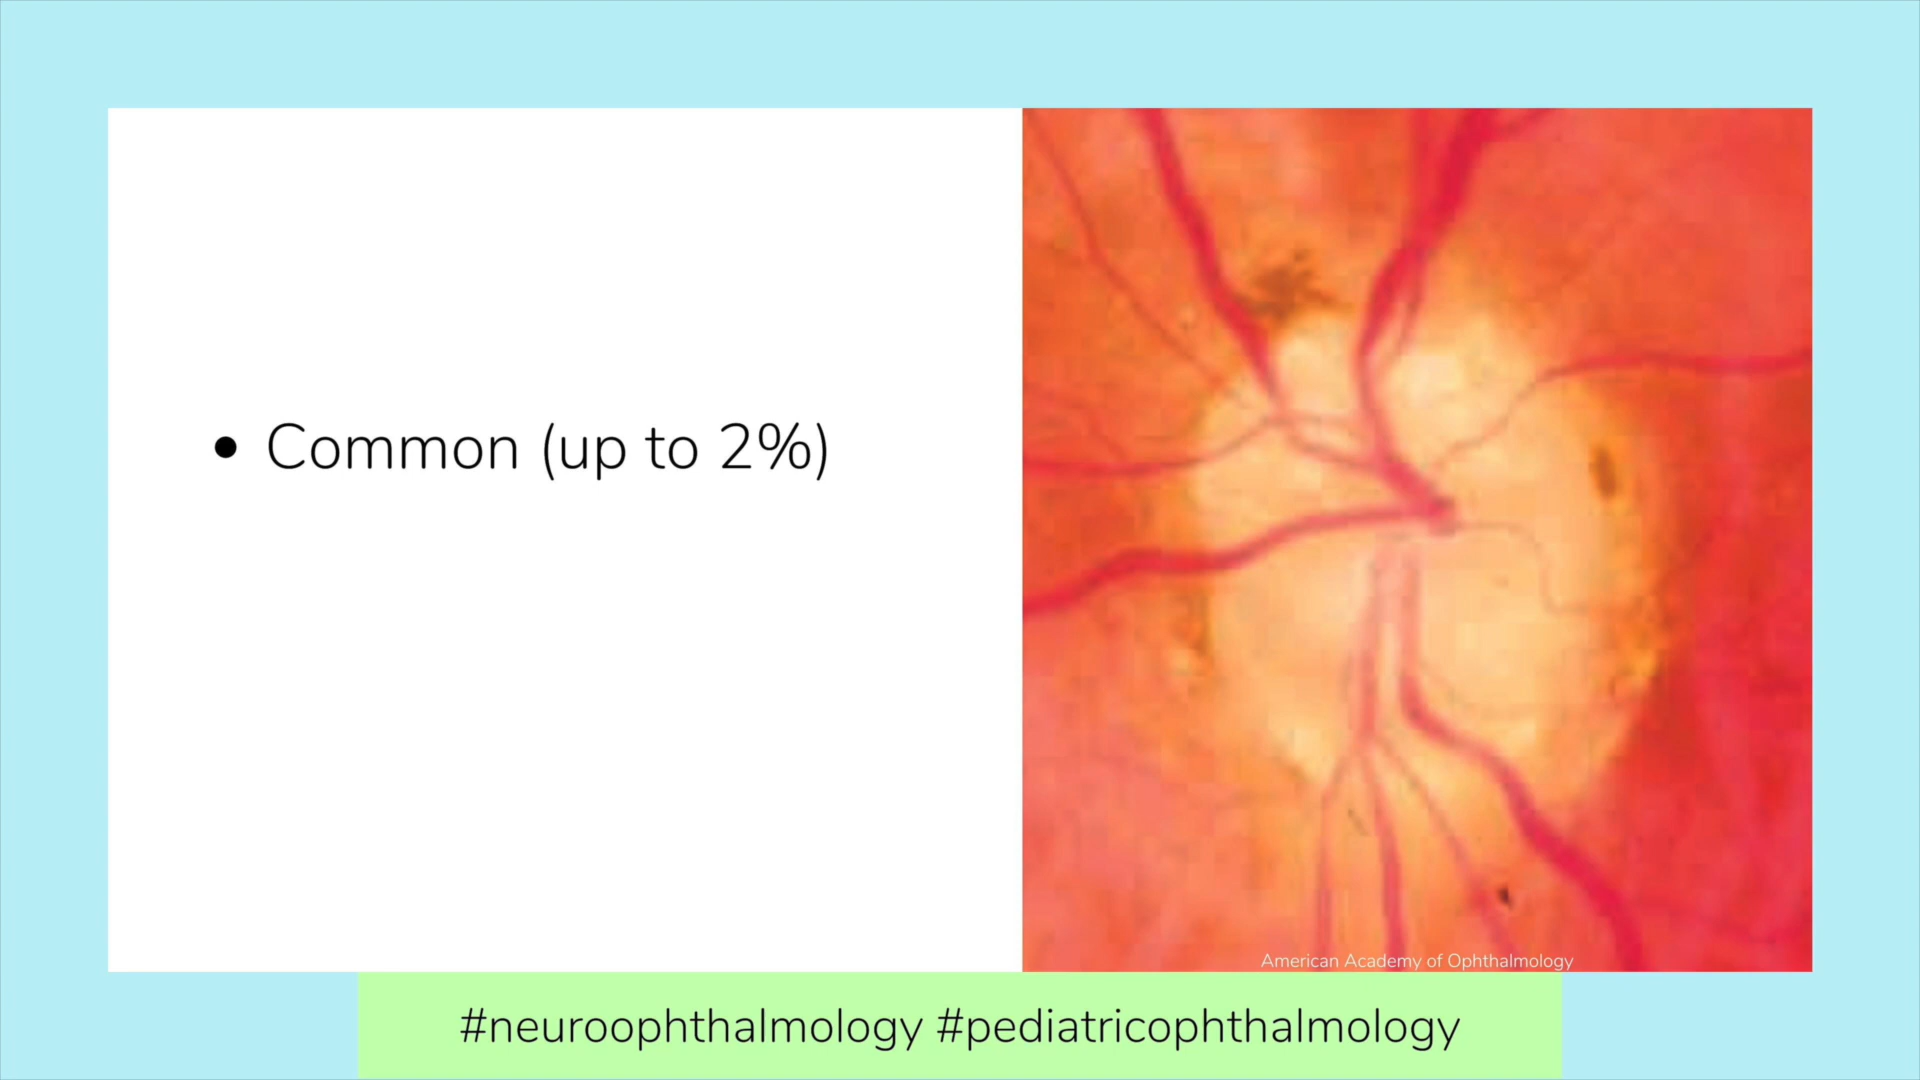 • Common (up to 2%)
American Academy of Ophthalmology
#neuroophthalmology #pediatricophthalmology